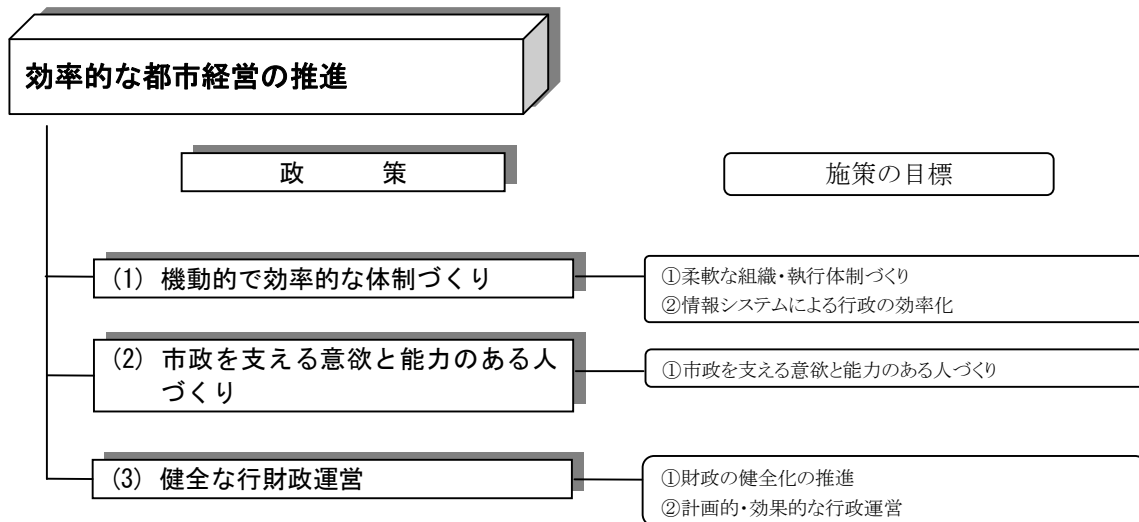 効率的な都市経営の推進
政　　策
施策の目標
(1) 機動的で効率的な体制づくり
①柔軟な組織・執行体制づくり
②情報システムによる行政の効率化
(2) 市政を支える意欲と能力のある人
づくり
①市政を支える意欲と能力のある人づくり
(3) 健全な行財政運営
①財政の健全化の推進
②計画的・効果的な行政運営